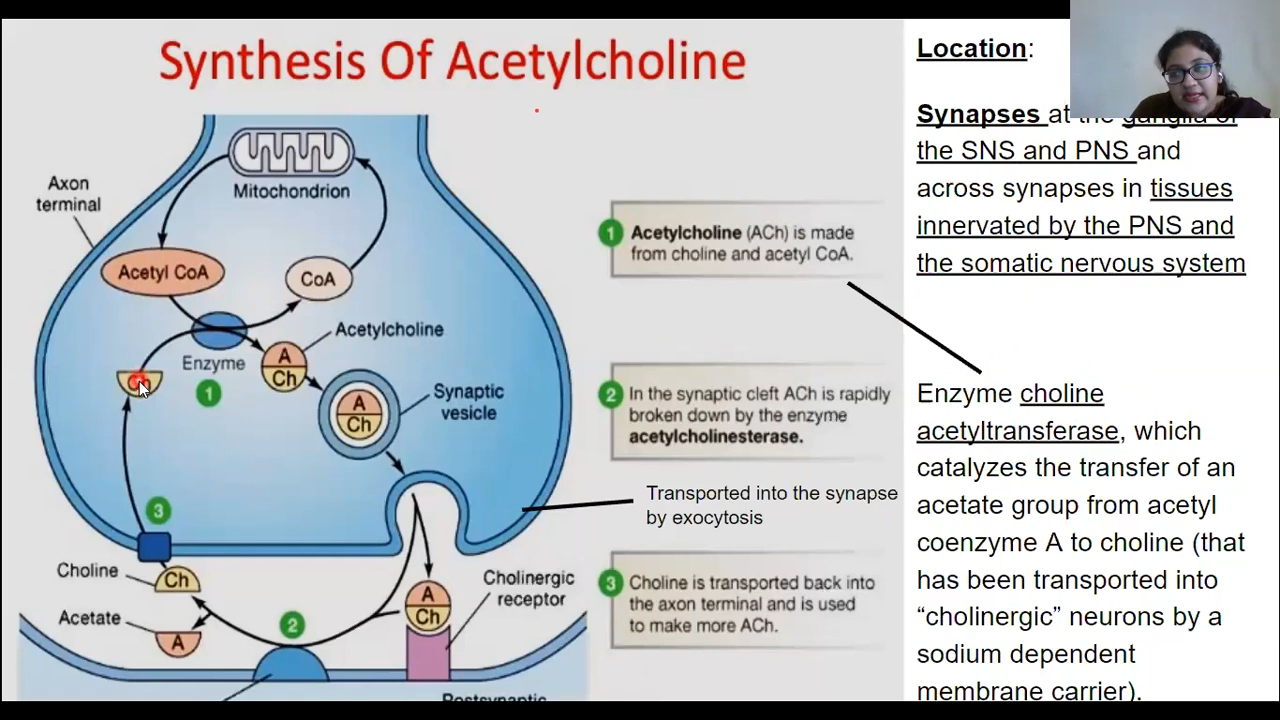 Synthesis Of Acetylcholine
Axon
terminal
Mitochondrion
Acetyl CoA
CoA
Acetylcholine
Enzyme
1
A
Ch
Synaptic
vesicle
A
Ch
3
Choline
Ch
Acetate
A
2
A
Ch
Cholinergic
receptor
Postsynaptic
1 Acetylcholine (ACh) is made
from choline and acetyl CoA.
2 In the synaptic cleft ACh is rapidly
broken down by the enzyme
acetylcholinesterase.
Transported into the synapse
by exocytosis
3 Choline is transported back into
the axon terminal and is used
to make more ACh.
Location:
Synapses at the ganglia of
the SNS and PNS and
across synapses in tissues
innervated by the PNS and
the somatic nervous system
Enzyme choline
acetyltransferase, which
catalyzes the transfer of an
acetate group from acetyl
coenzyme A to choline (that
has been transported into
“cholinergic” neurons by a
sodium dependent
membrane carrier).